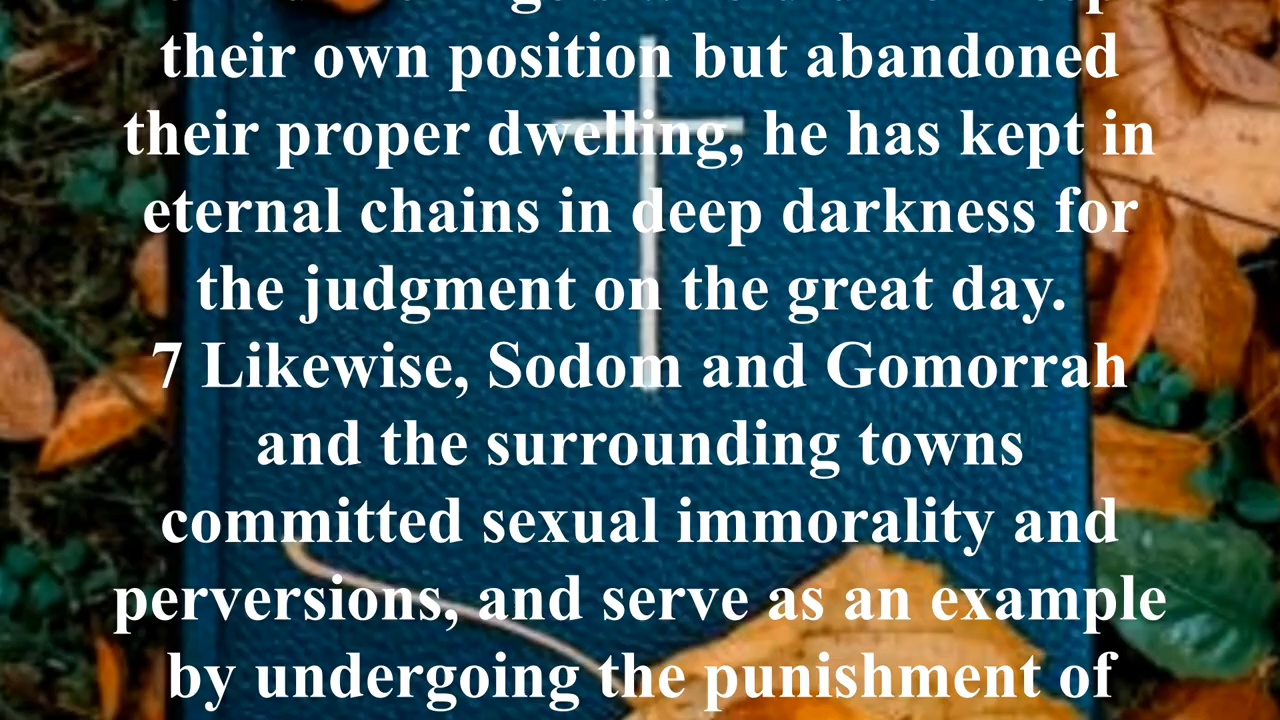 their own position but abandoned
their proper dwelling, he has kept in
eternal chains in deep darkness for
the judgment on the great day.
7 Likewise, Sodom and Gomorrah
and the surrounding towns
committed sexual immorality and
perversions, and serve as an example
by undergoing the punishment of